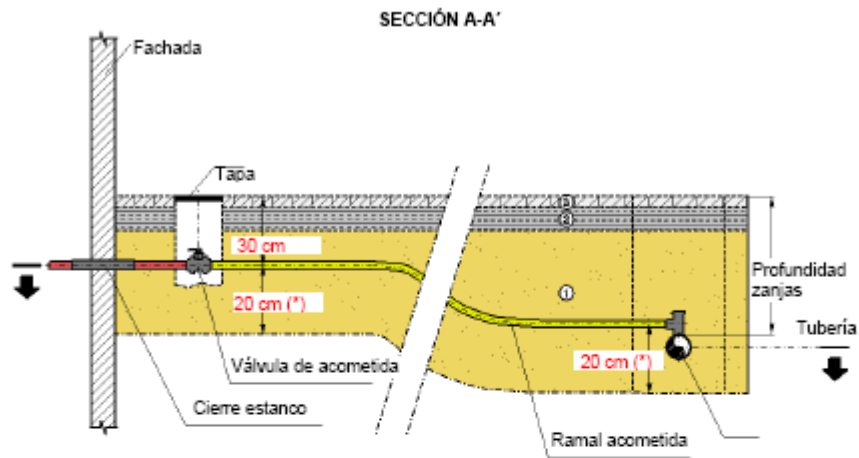 SECCIÓN A-A´
Fachada
Tapa
30 cm
20 cm (*)
1
Profundidad
zanjas
Tubería
20 cm (*)
Válvula de acometida
Cierre estanco
Ramal acometida